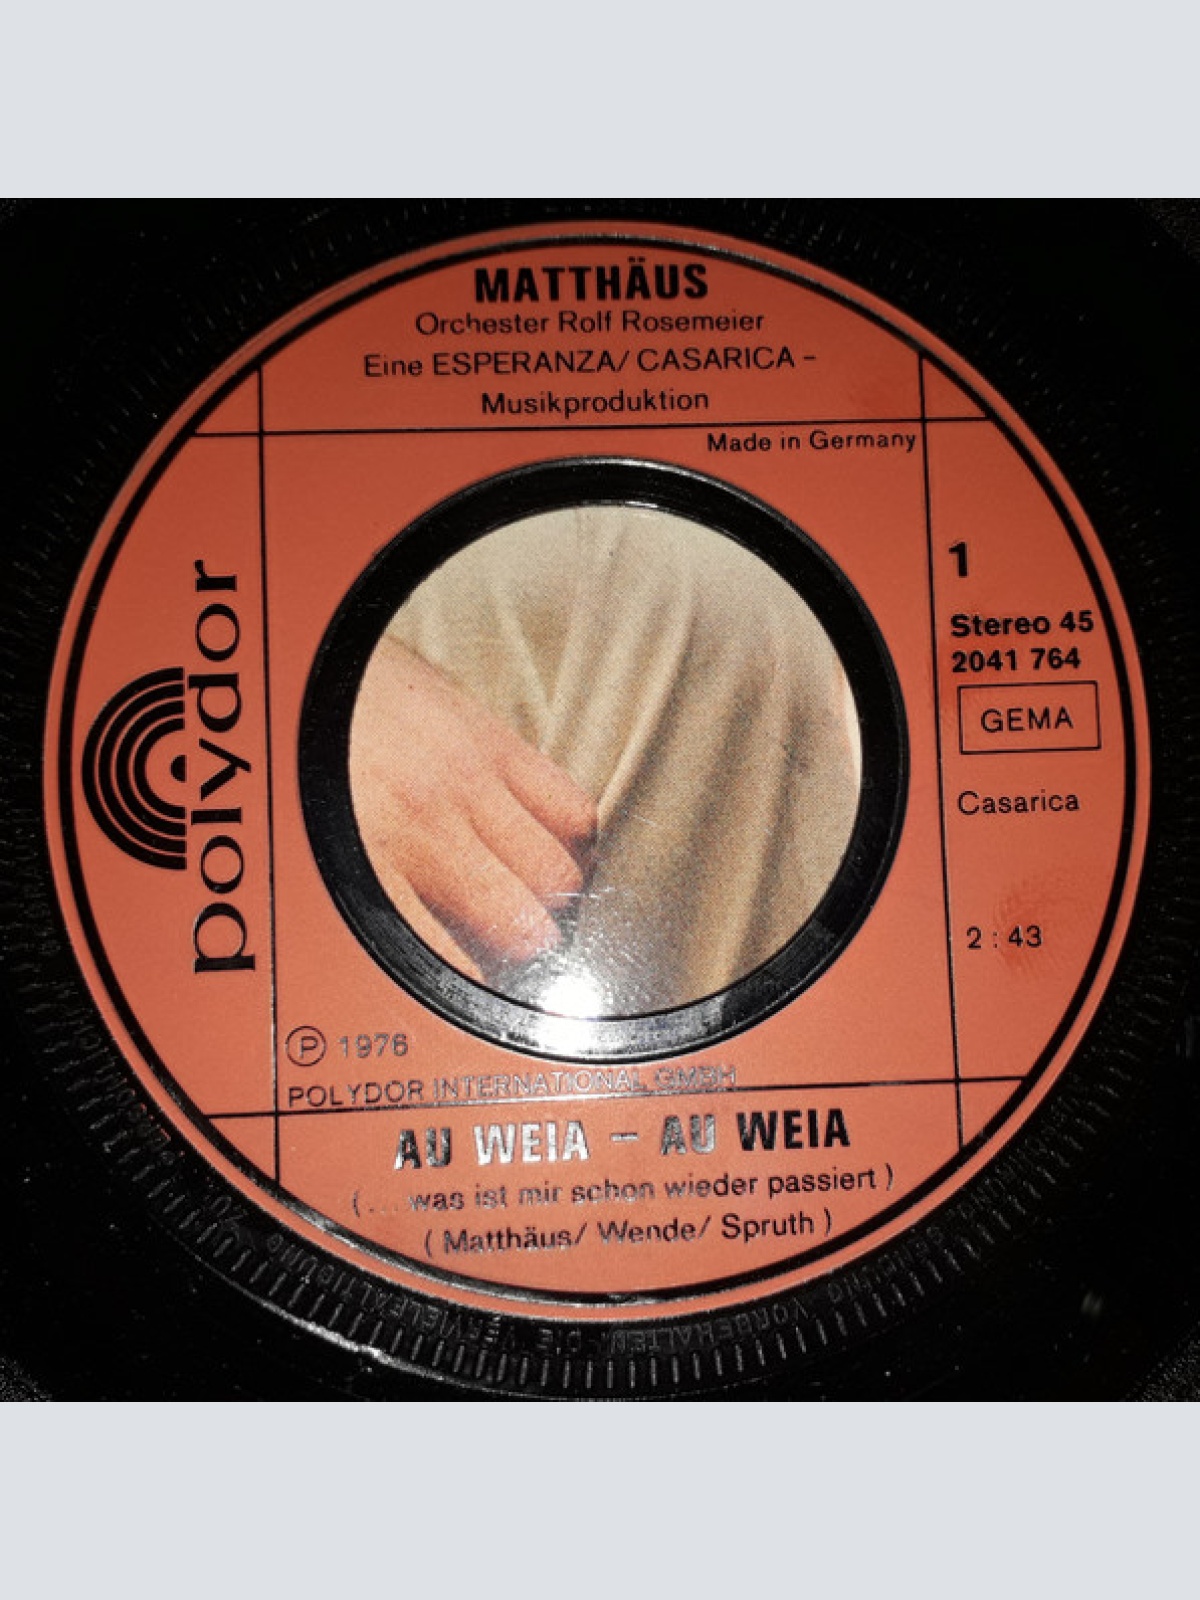 MATTHÄUS
Orchester Rolf Rosemeier
Eine ESPERANZA/ CASARICA –
Musikproduktion
Made in Germany
polydor
1
Stereo 45
2041 764
GEMA
Casarica
2 : 43
Ⓟ 1976
POLYDOR INTERNATIONAL GMBH
AU WEIA – AU WEIA
(... was ist mir schon wieder passiert )
( Matthäus/ Wende/ Spruth )